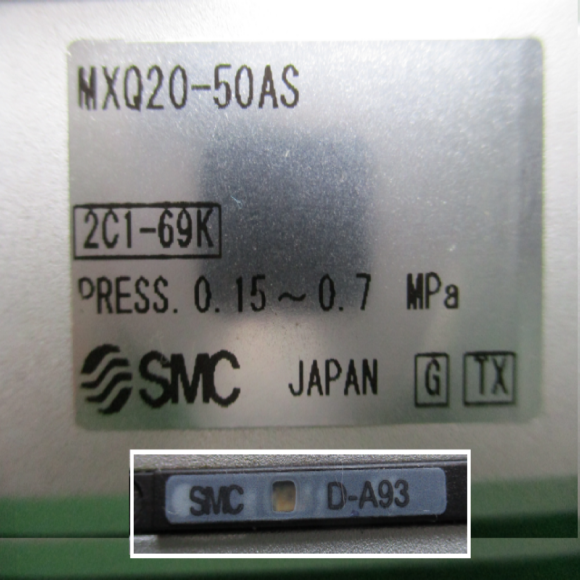 MXQ20-50AS
2C1-69K
PRESS. 0.15～0.7 MPa
SMC JAPAN G TX
SMC D-A93